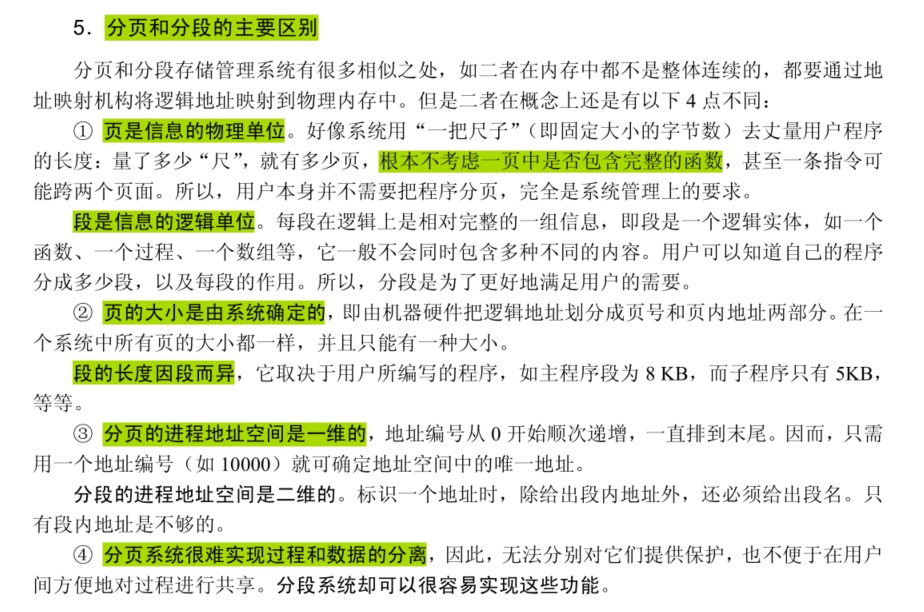 5．分页和分段的主要区别
分页和分段存储管理系统有很多相似之处，如二者在内存中都不是整体连续的，都要通过地
址映射机构将逻辑地址映射到物理内存中。但是二者在概念上还是有以下 4 点不同：
① 页是信息的物理单位。好像系统用“一把尺子”（即固定大小的字节数）去丈量用户程序
的长度：量了多少“尺”，就有多少页，根本不考虑一页中是否包含完整的函数，甚至一条指令可
能跨两个页面。所以，用户本身并不需要把程序分页，完全是系统管理上的要求。
段是信息的逻辑单位。每段在逻辑上是相对完整的一组信息，即段是一个逻辑实体，如一个
函数、一个过程、一个数组等，它一般不会同时包含多种不同的内容。用户可以知道自己的程序
分成多少段，以及每段的作用。所以，分段是为了更好地满足用户的需要。
② 页的大小是由系统确定的，即由机器硬件把逻辑地址划分成页号和页内地址两部分。在一
个系统中所有页的大小都一样，并且只能有一种大小。
段的长度因段而异，它取决于用户所编写的程序，如主程序段为 8 KB，而子程序只有 5KB，
等等。
③ 分页的进程地址空间是一维的，地址编号从 0 开始顺次递增，一直排到末尾。因而，只需
用一个地址编号（如 10000）就可确定地址空间中的唯一地址。
分段的进程地址空间是二维的。标识一个地址时，除给出段内地址外，还必须给出段名。只
有段内地址是不够的。
④ 分页系统很难实现过程和数据的分离，因此，无法分别对它们提供保护，也不便于在用户
间方便地对过程进行共享。分段系统却可以很容易实现这些功能。